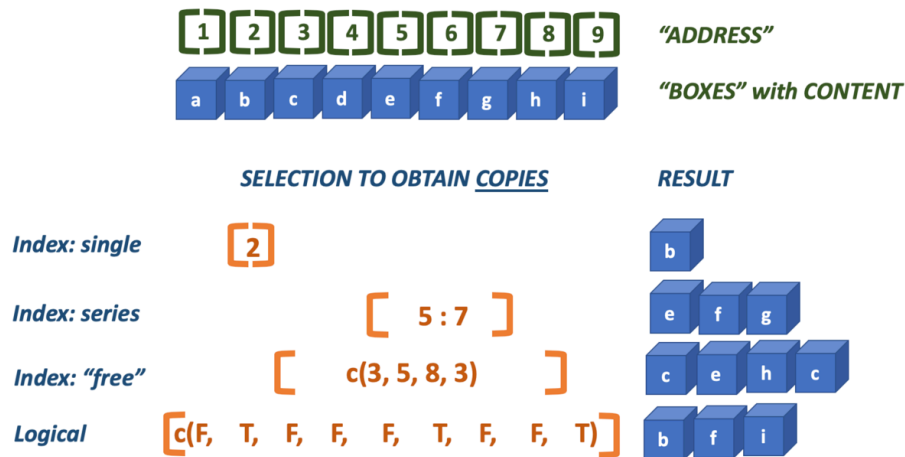 [1] [2] [3] [4] [5] [6] [7] [8] [9] “ADDRESS”
a b c d e f g h i “BOXES” with CONTENT
SELECTION TO OBTAIN COPIES RESULT
Index: single [2] b
Index: series [ 5 : 7 ] e f g
Index: “free” [ c(3, 5, 8, 3) ] c e h c
Logical [c(F, T, F, F, F, T, F, F, T)] b f i